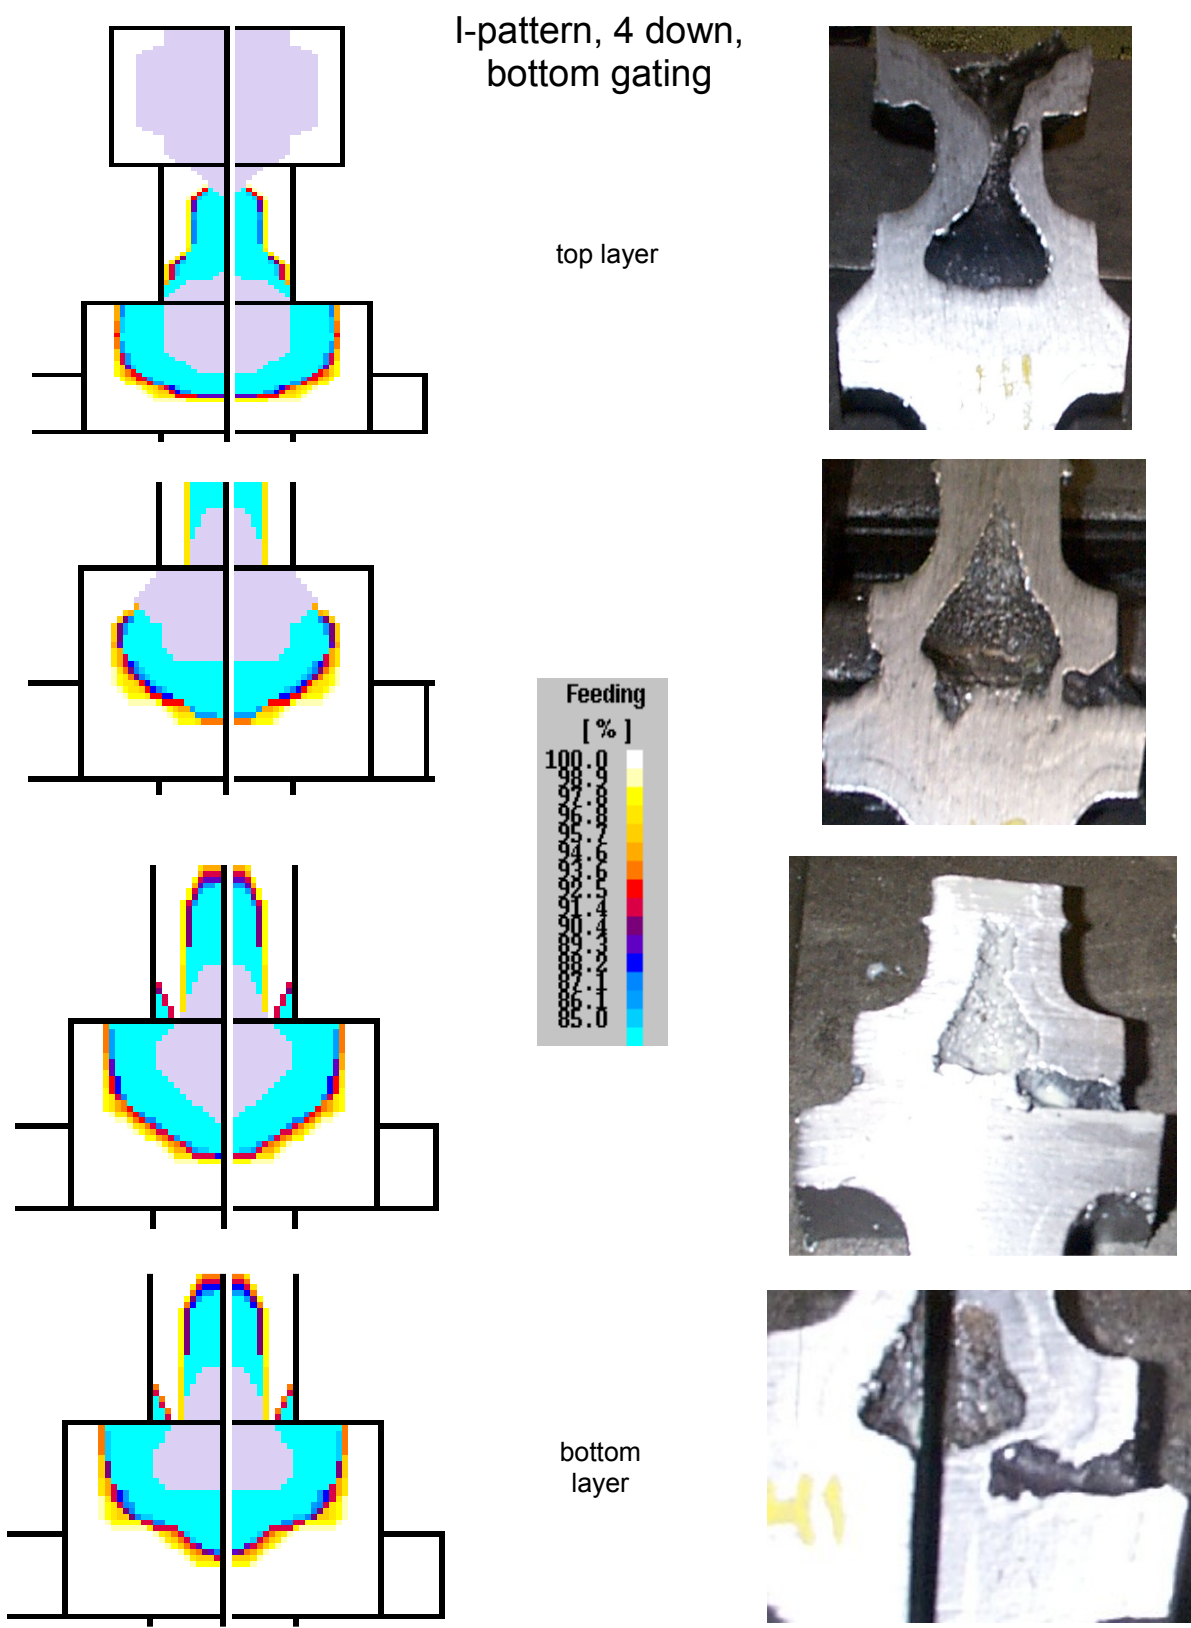 I-pattern, 4 down,
bottom gating
top layer
Feeding
[ % ]
100.0
98.9
97.8
96.8
95.7
94.6
93.6
92.5
91.4
90.4
89.3
88.2
87.1
86.1
85.0
bottom
layer